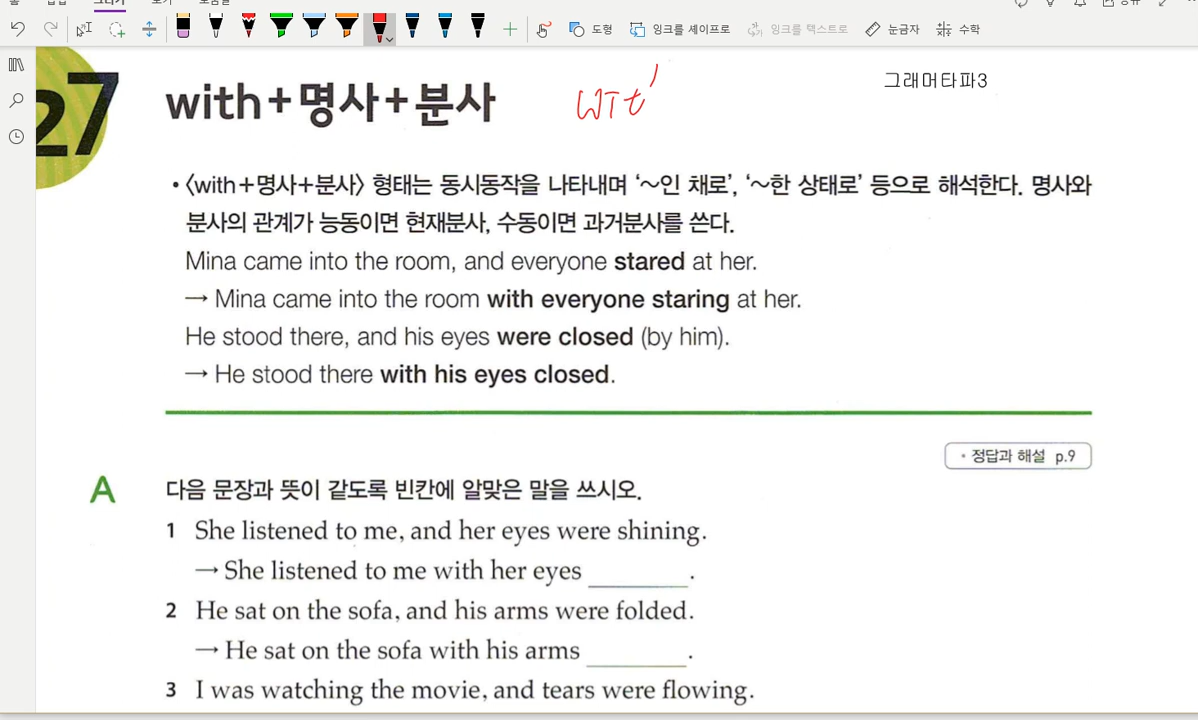 도형
잉크를 셰이프로
잉크를 텍스트로
눈금자
수학
27
with+명사+분사
wit
그래머타파3
• 〈with+명사+분사〉 형태는 동시동작을 나타내며 ‘~인 채로’, ‘~한 상태로’ 등으로 해석한다. 명사와
분사의 관계가 능동이면 현재분사, 수동이면 과거분사를 쓴다.
Mina came into the room, and everyone stared at her.
→ Mina came into the room with everyone staring at her.
He stood there, and his eyes were closed (by him).
→ He stood there with his eyes closed.
• 정답과 해설 p.9
A 다음 문장과 뜻이 같도록 빈칸에 알맞은 말을 쓰시오.
1 She listened to me, and her eyes were shining.
→ She listened to me with her eyes ________.
2 He sat on the sofa, and his arms were folded.
→ He sat on the sofa with his arms ________.
3 I was watching the movie, and tears were flowing.